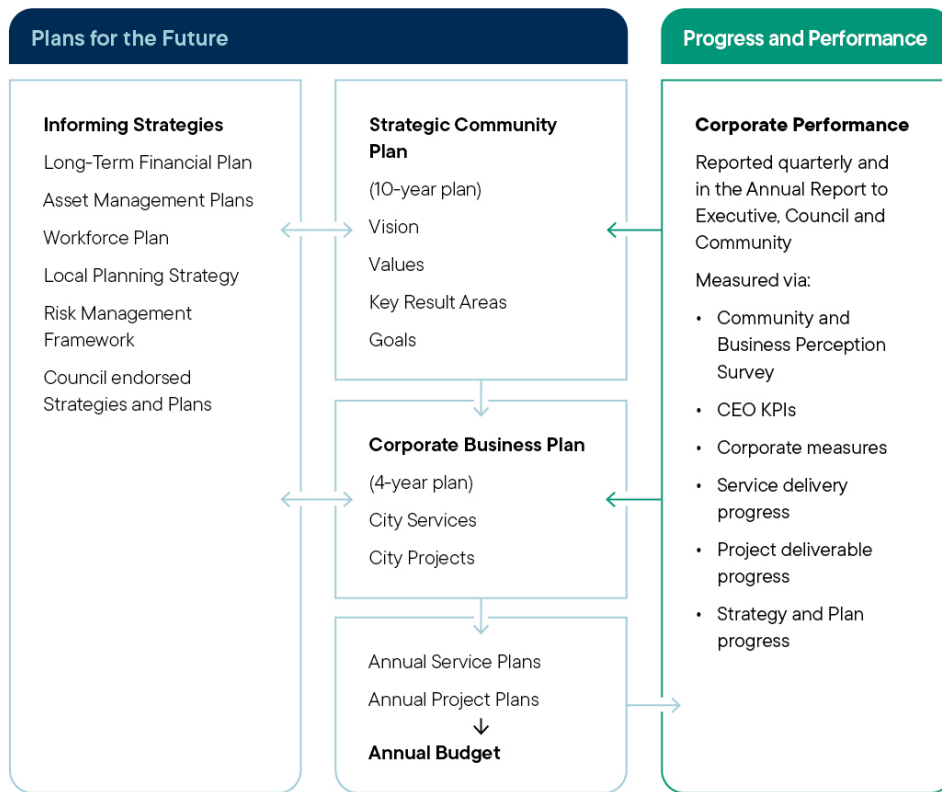 Plans for the Future
Progress and Performance
Informing Strategies
Long-Term Financial Plan
Asset Management Plans
Workforce Plan
Local Planning Strategy
Risk Management
Framework
Council endorsed
Strategies and Plans
Strategic Community
Plan
(10-year plan)
Vision
Values
Key Result Areas
Goals
Corporate Business Plan
(4-year plan)
City Services
City Projects
Annual Service Plans
Annual Project Plans
Annual Budget
Corporate Performance
Reported quarterly and
in the Annual Report to
Executive, Council and
Community
Measured via:
• Community and
Business Perception
Survey
• CEO KPIs
• Corporate measures
• Service delivery
progress
• Project deliverable
progress
• Strategy and Plan
progress